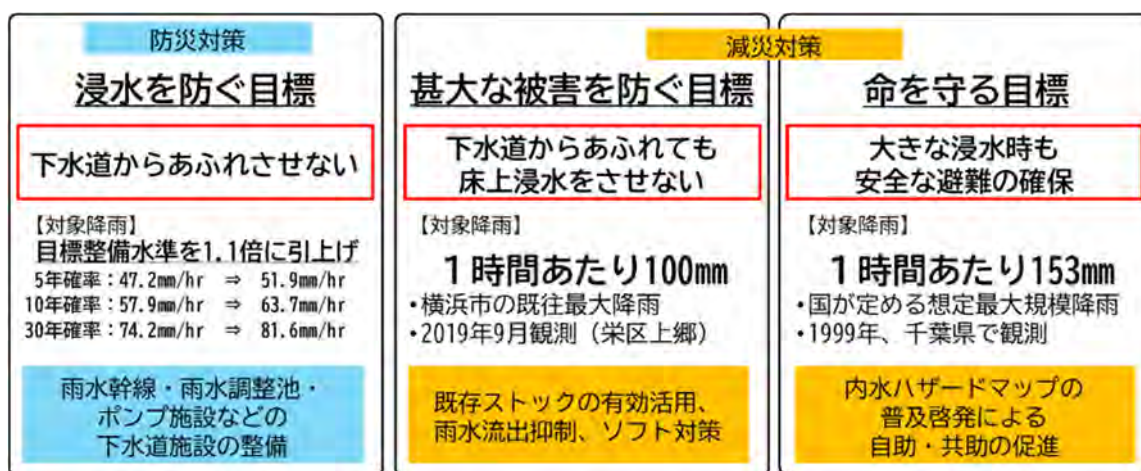 防災対策
浸水を防ぐ目標
下水道からあふれさせない
【対象降雨】
目標整備水準を1.1倍に引上げ
5年確率：47.2mm/hr ⇒ 51.9mm/hr
10年確率：57.9mm/hr ⇒ 63.7mm/hr
30年確率：74.2mm/hr ⇒ 81.6mm/hr
雨水幹線・雨水調整池・
ポンプ施設などの
下水道施設の整備
減災対策
甚大な被害を防ぐ目標
下水道からあふれても
床上浸水をさせない
【対象降雨】
1時間あたり100mm
・横浜市の既往最大降雨
・2019年9月観測（栄区上郷）
既存ストックの有効活用、
雨水流出抑制、ソフト対策
命を守る目標
大きな浸水時も
安全な避難の確保
【対象降雨】
1時間あたり153mm
・国が定める想定最大規模降雨
・1999年、千葉県で観測
内水ハザードマップの
普及啓発による
自助・共助の促進